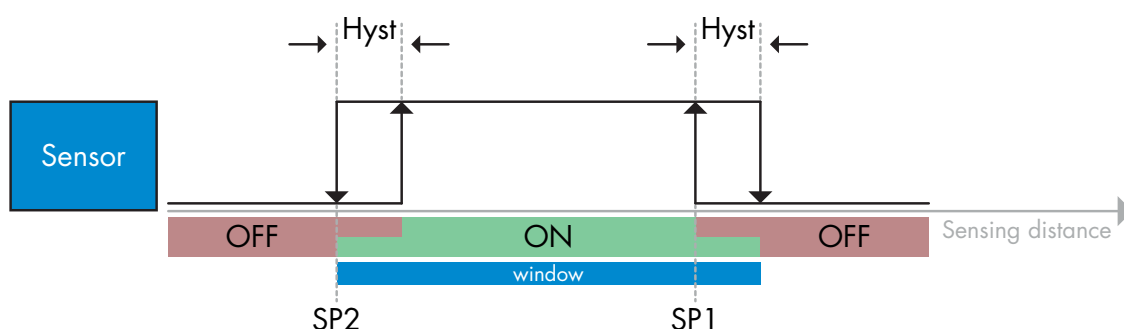 Hyst
Hyst
Sensor
OFF
ON
OFF
Sensing distance
window
SP2
SP1